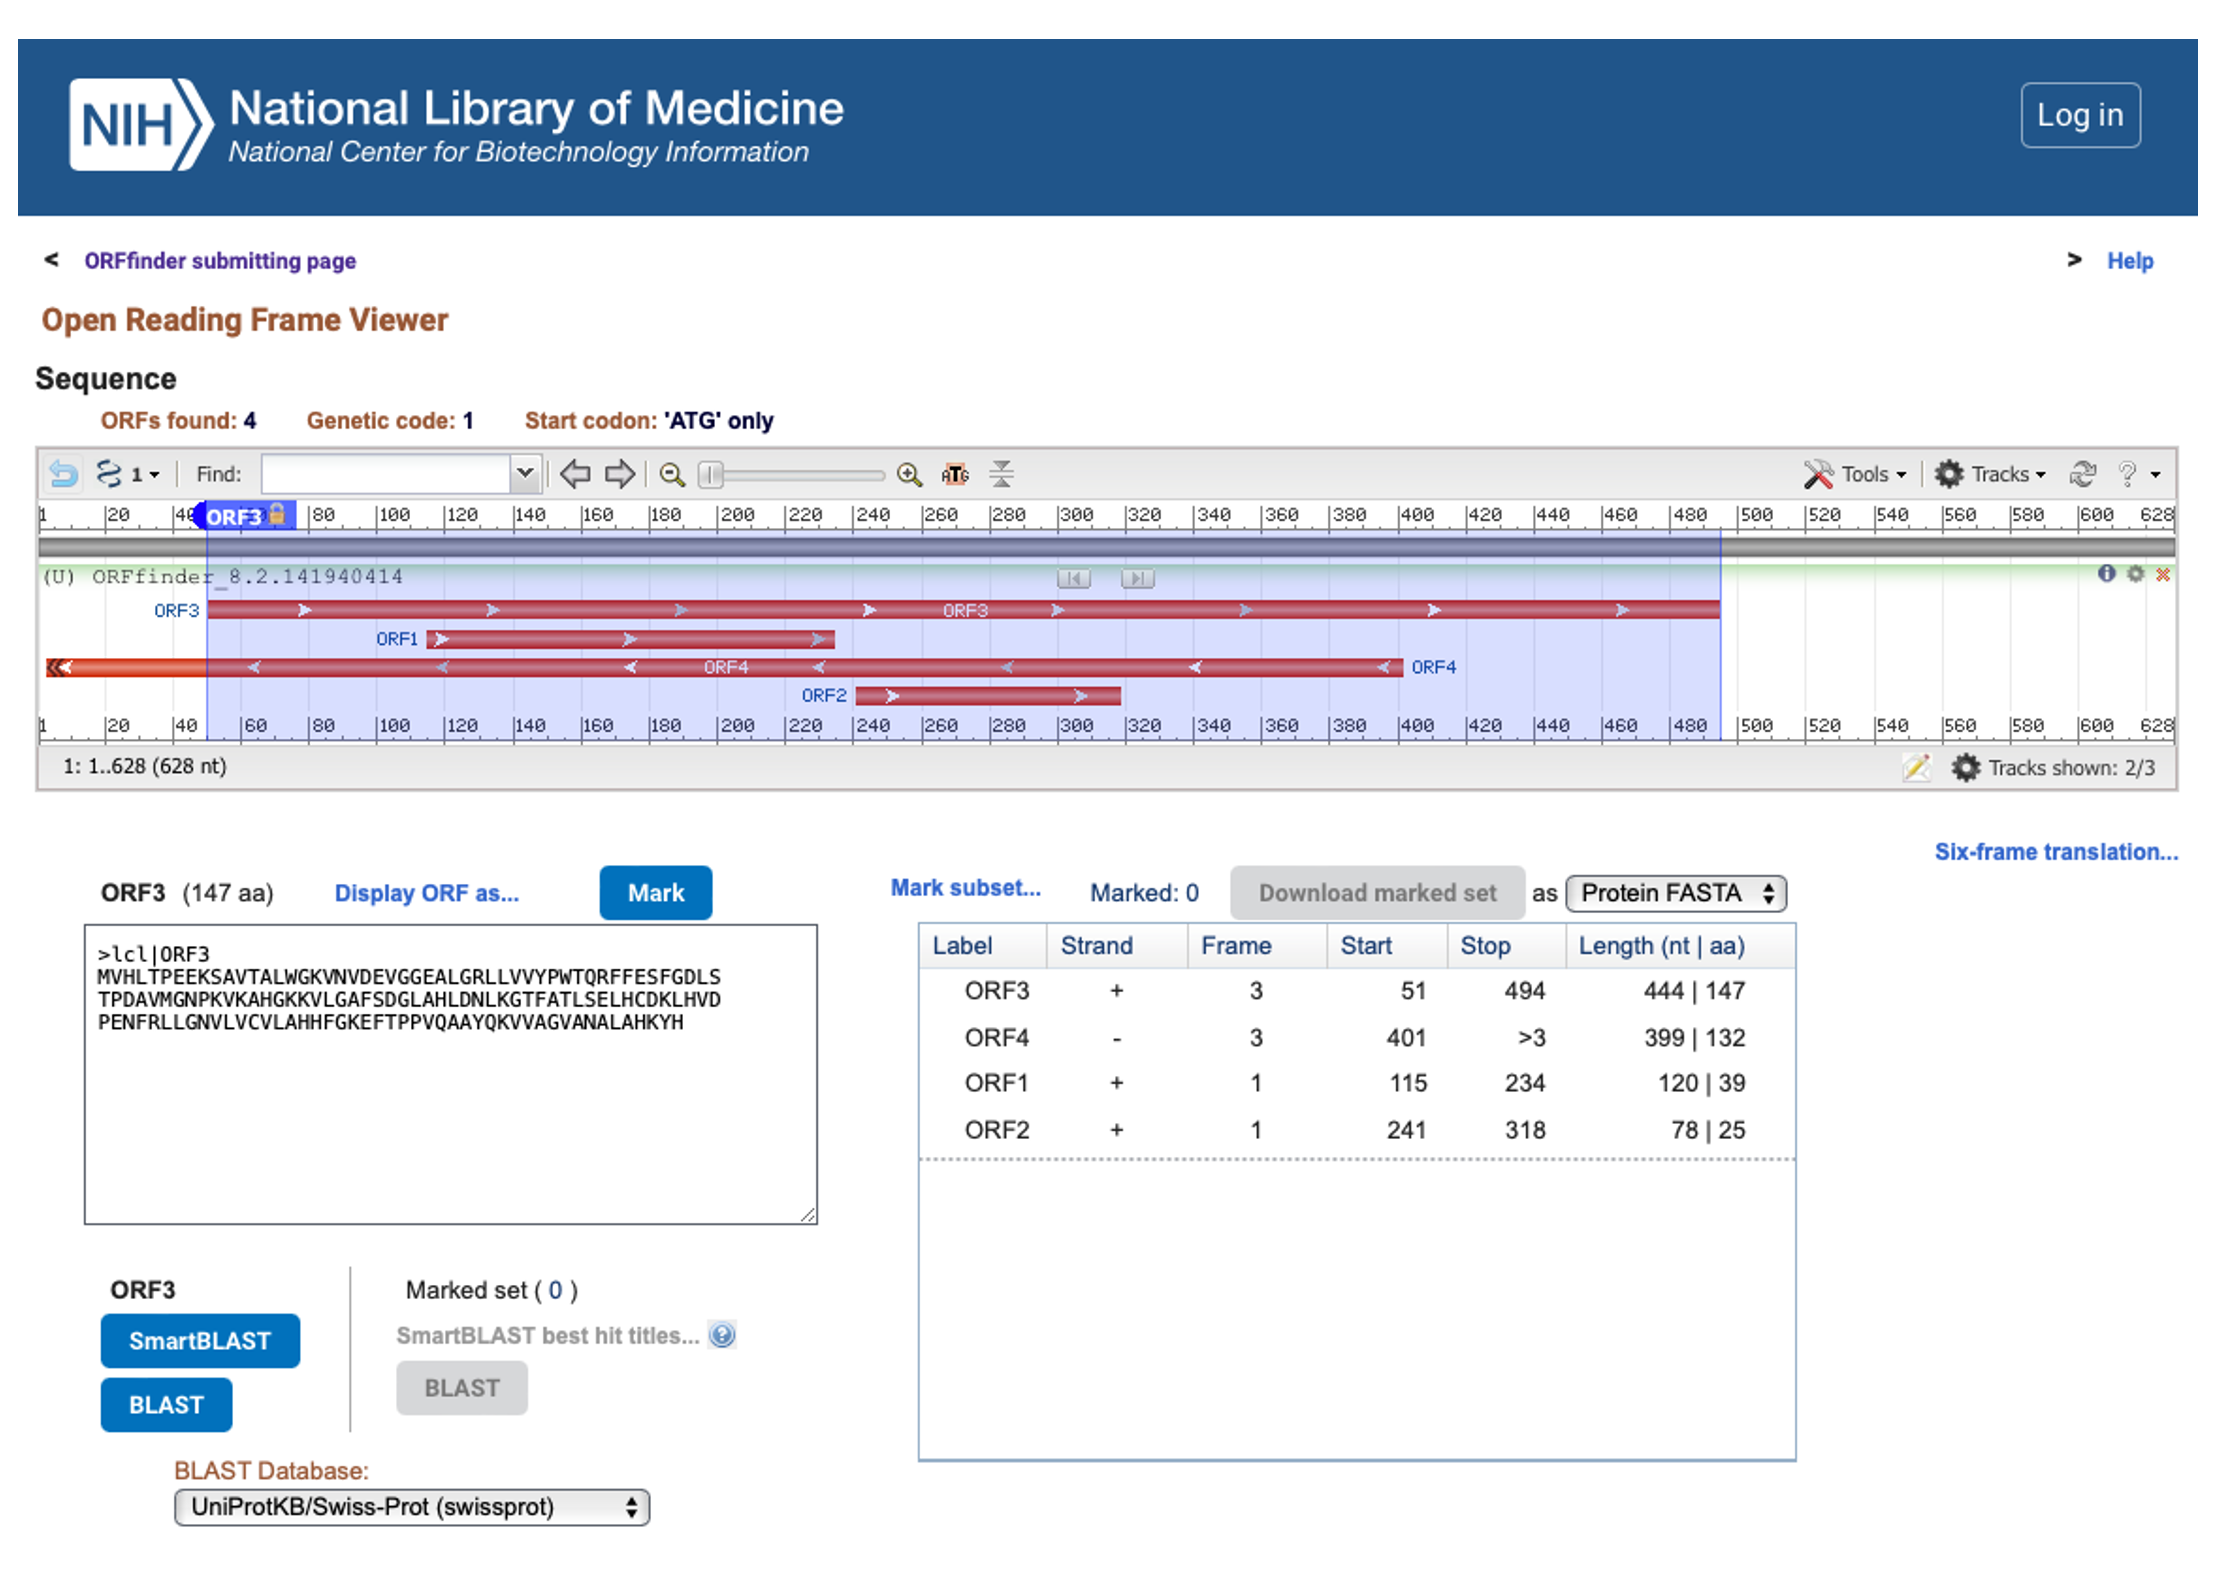 NIH National Library of Medicine
National Center for Biotechnology Information
Log in
< ORFfinder submitting page
> Help
Open Reading Frame Viewer
Sequence
ORFs found: 4 Genetic code: 1 Start codon: 'ATG' only
1 Find: ATG Tools Tracks ?
1 20 40 ORF3 80 100 120 140 160 180 200 220 240 260 280 300 320 340 360 380 400 420 440 460 480 500 520 540 560 580 600 628
(U) ORFfinder_8.2.141940414
ORF3 ORF3
ORF1
ORF4 ORF4
ORF2
1 20 40 60 80 100 120 140 160 180 200 220 240 260 280 300 320 340 360 380 400 420 440 460 480 500 520 540 560 580 600 628
1: 1..628 (628 nt) Tracks shown: 2/3
Six-frame translation...
ORF3 (147 aa) Display ORF as... Mark
>lcl|ORF3
MVHLTPEEKSAVTALWGKVNVDEVGGEALGRLLVVYPWTQRFFESFGDLS
TPDAVMGNPKVKAHGKKVLGAFSDGLAHLDNLKGTFATLSELHCDKLHVD
PENFRLLGNVLVCVLAHHFGKEFTPPVQAAYQKVVAGVANALAHKYH
Mark subset... Marked: 0 Download marked set as Protein FASTA
Label Strand Frame Start Stop Length (nt | aa)
ORF3 + 3 51 494 444 | 147
ORF4 - 3 401 >3 399 | 132
ORF1 + 1 115 234 120 | 39
ORF2 + 1 241 318 78 | 25
ORF3
SmartBLAST
BLAST
Marked set ( 0 )
SmartBLAST best hit titles... ?
BLAST
BLAST Database:
UniProtKB/Swiss-Prot (swissprot)